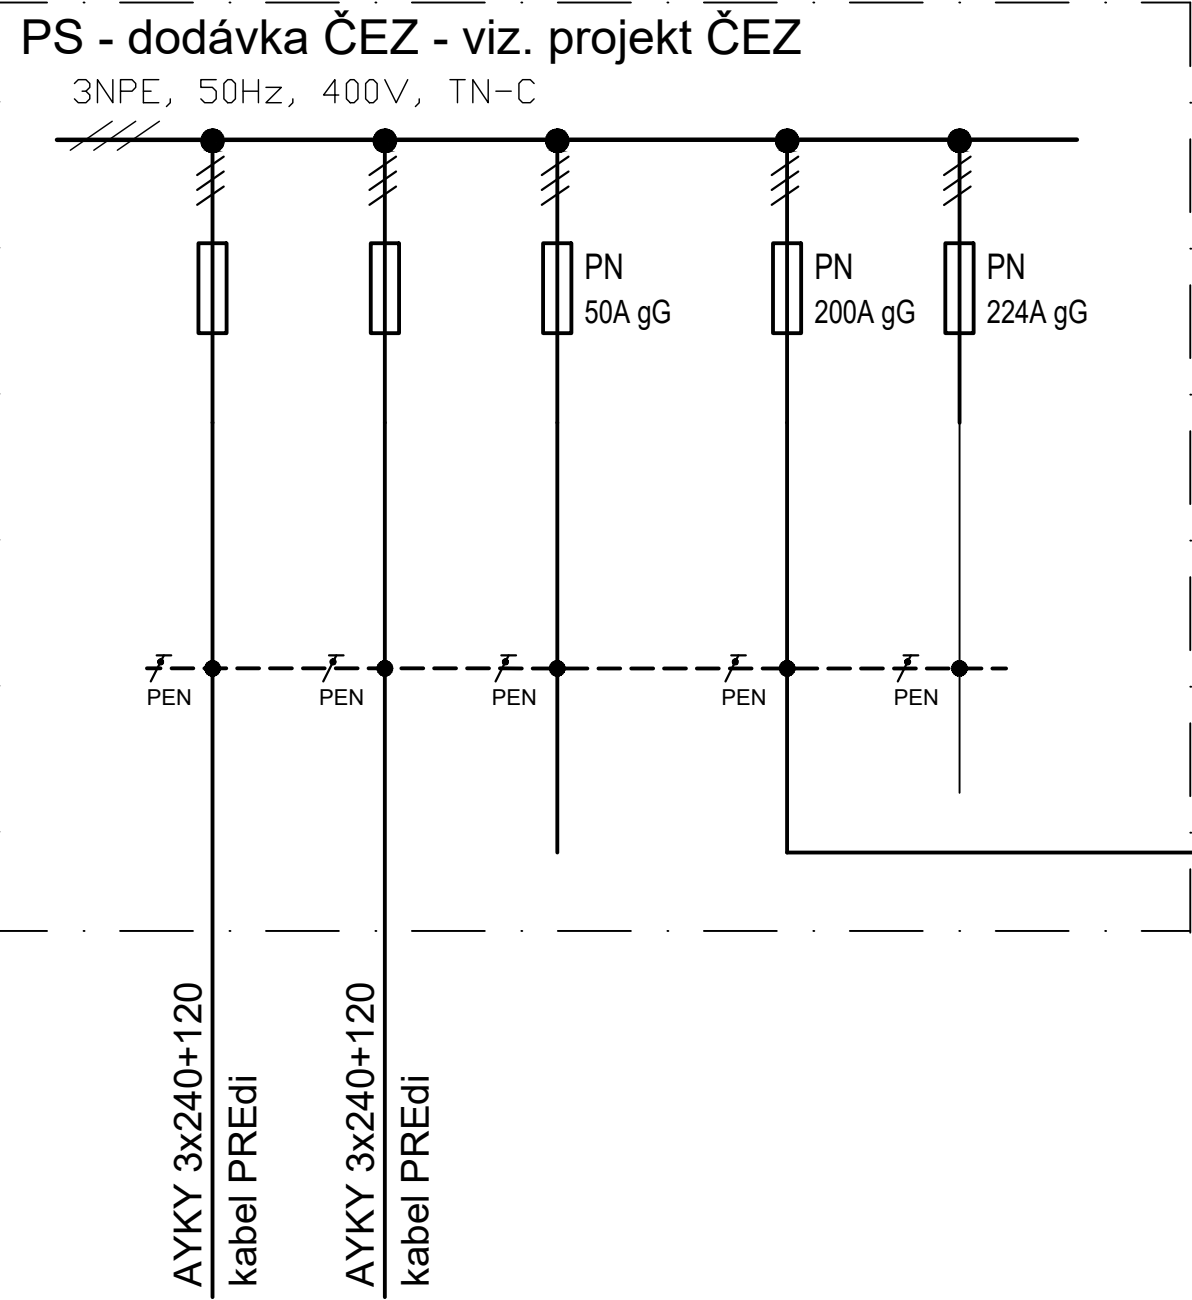 PS - dodávka ČEZ - viz. projekt ČEZ
3NPE, 50Hz, 400V, TN-C
PN
50A gG
PN
200A gG
PN
224A gG
PEN
PEN
PEN
PEN
PEN
AYKY 3x240+120
kabel PREdi
AYKY 3x240+120
kabel PREdi